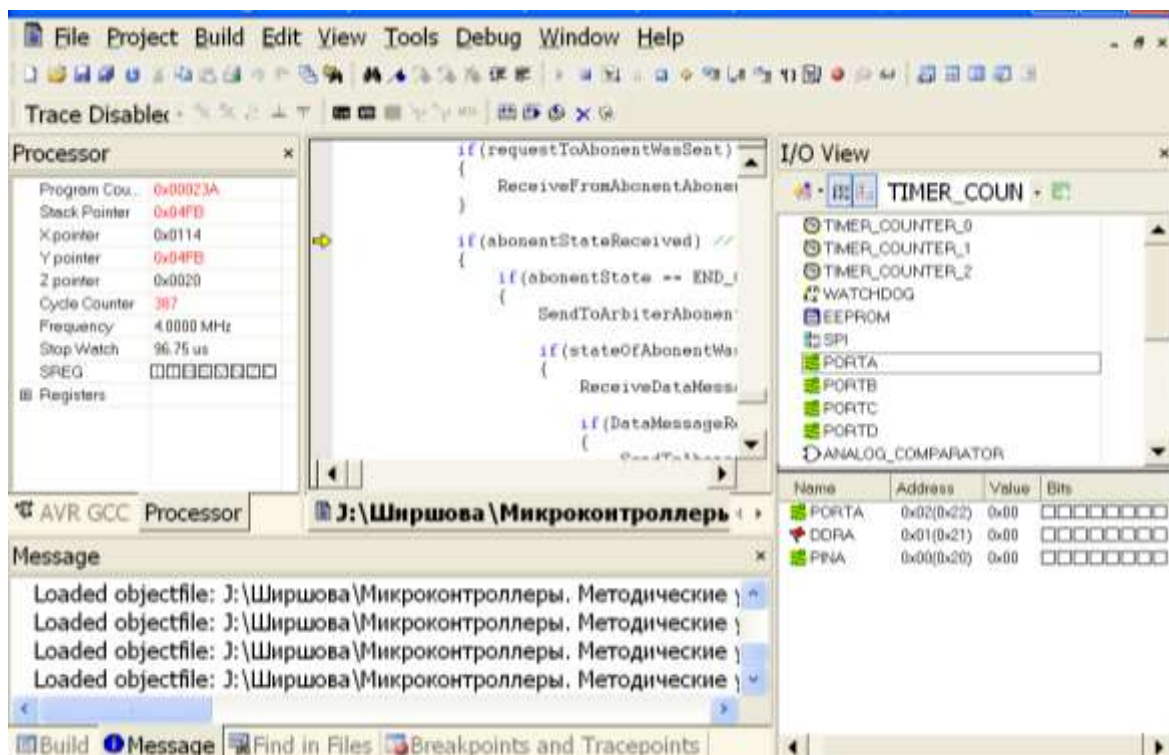 File Project Build Edit View Tools Debug Window Help
Trace Disabled
Processor
Program Cou... 0x00023A
Stack Pointer 0x04FB
X pointer 0x0114
Y pointer 0x04FB
Z pointer 0x0020
Cycle Counter 387
Frequency 4.0000 MHz
Stop Watch 96.75 us
SREG
Registers
AVR GCC Processor
if(requestToAbonentWasSent)
{
ReceiveFromAbonentAbone
}
if(abonentStateReceived) //
{
if(abonentState == END_
{
SendToArbiterAbonen
if(stateOfAbonentWa
{
ReceiveDataMess
if(DataMessageR
{
J:\Ширшова\Микроконтроллерь
I/O View
TIMER_COUN
TIMER_COUNTER_0
TIMER_COUNTER_1
TIMER_COUNTER_2
WATCHDOG
EEPROM
SPI
PORTA
PORTB
PORTC
PORTD
ANALOG_COMPARATOR
Name Address Value Bits
PORTA 0x02(0x22) 0x00
DDRA 0x01(0x21) 0x00
PINA 0x00(0x20) 0x00
Message
Loaded objectfile: J:\Ширшова\Микроконтроллеры. Методические
Loaded objectfile: J:\Ширшова\Микроконтроллеры. Методические
Loaded objectfile: J:\Ширшова\Микроконтроллеры. Методические
Loaded objectfile: J:\Ширшова\Микроконтроллеры. Методические
Build Message Find in Files Breakpoints and Tracepoints